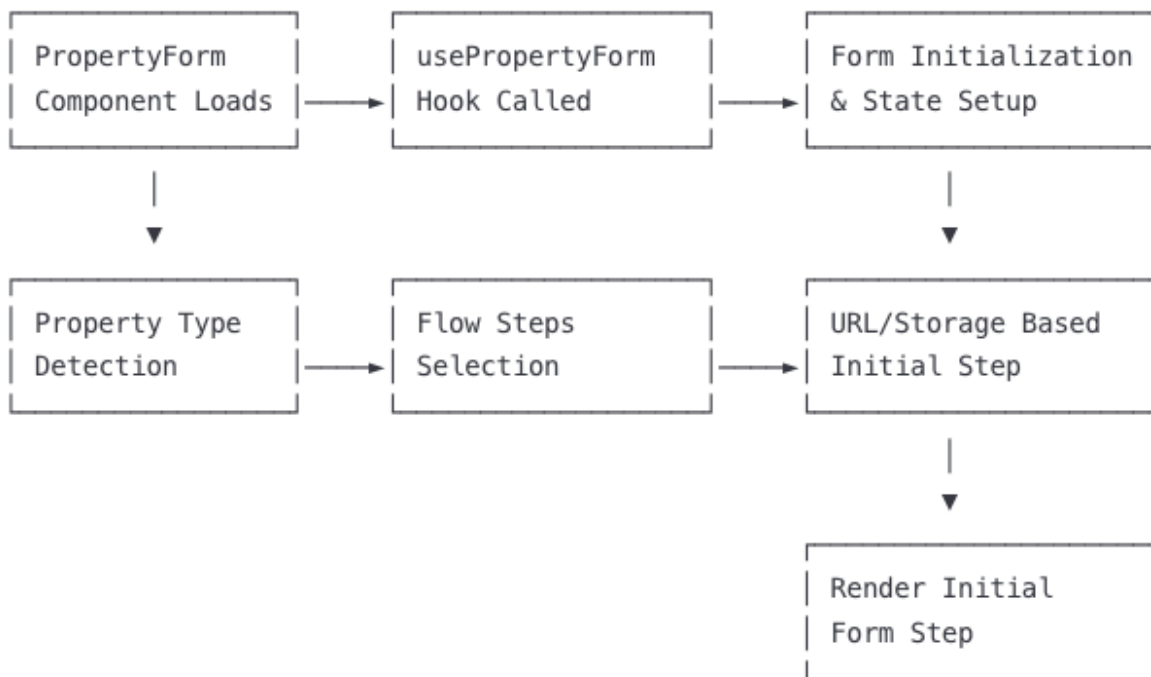 PropertyForm
Component Loads
usePropertyForm
Hook Called
Form Initialization
& State Setup
Property Type
Detection
Flow Steps
Selection
URL/Storage Based
Initial Step
Render Initial
Form Step